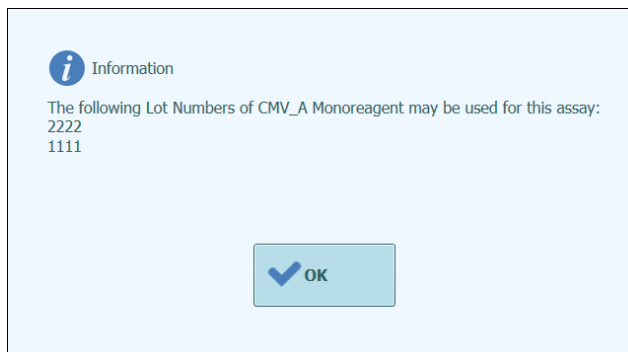 Information
The following Lot Numbers of CMV_A Monoreagent may be used for this assay:
2222
1111
OK